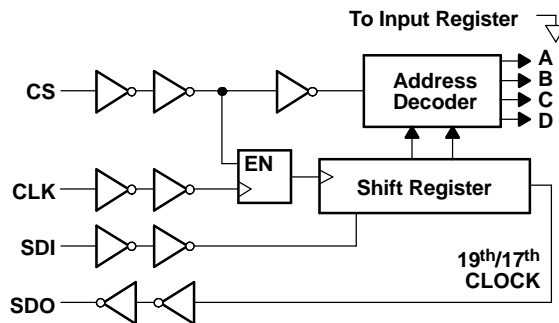 To Input Register
CS
Address
Decoder
A
B
C
D
EN
CLK
Shift Register
SDI
19th/17th
CLOCK
SDO